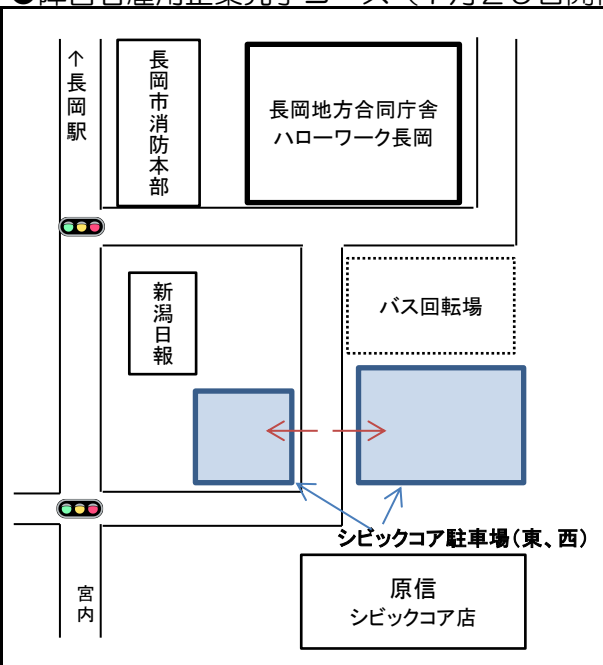 ↑長岡駅
長岡市消防本部
長岡地方合同庁舎
ハローワーク長岡
新潟日報
バス回転場
シビックコア駐車場（東、西）
宮内
原信
シビックコア店